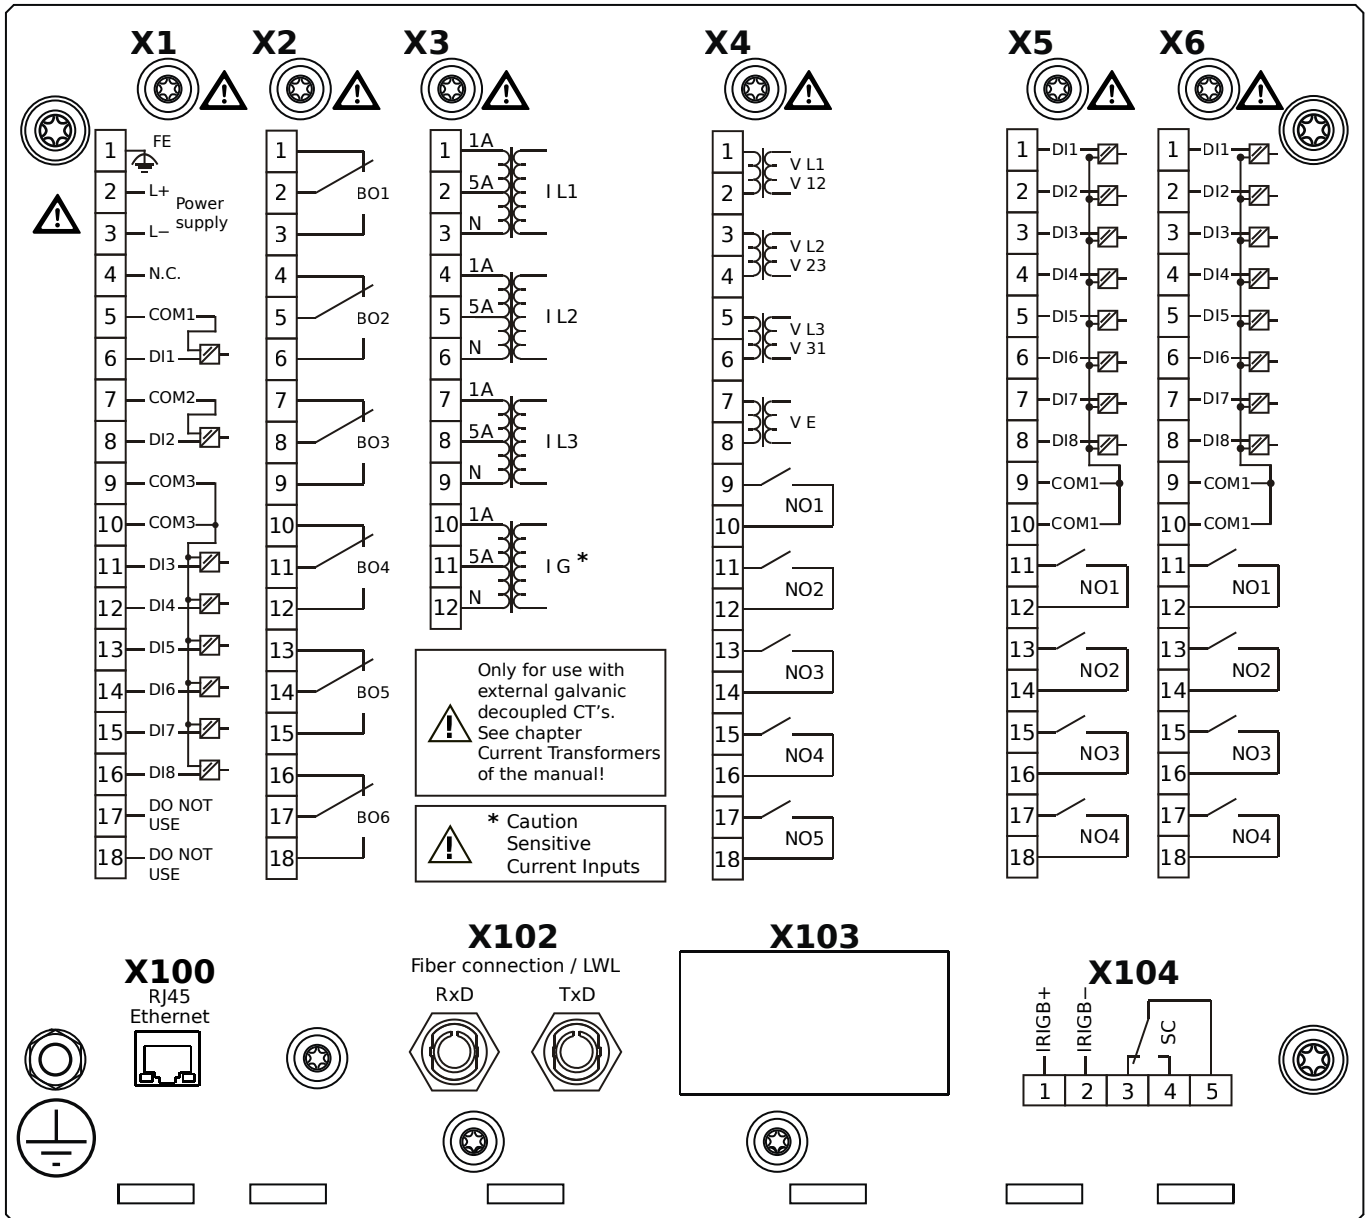 X1 X2 X3 X4 X5 X6
1 FE
2 L+
Power
supply
3 L−
4 N.C.
5 COM1
6 DI1
7 COM2
8 DI2
9 COM3
10 COM3
11 DI3
12 DI4
13 DI5
14 DI6
15 DI7
16 DI8
17 DO NOT
USE
18 DO NOT
USE
1
2 BO1
3
4
5 BO2
6
7
8 BO3
9
10
11 BO4
12
13
14 BO5
15
16
17 BO6
18
1 1A
2 5A I L1
3 N
4 1A
5 5A I L2
6 N
7 1A
8 5A I L3
9 N
10 1A
11 5A I G *
12 N
Only for use with
external galvanic
decoupled CT's.
See chapter
Current Transformers
of the manual!
* Caution
Sensitive
Current Inputs
1 V L1
2 V 12
3 V L2
4 V 23
5 V L3
6 V 31
7 V E
8
9
NO1
10
11
NO2
12
13
NO3
14
15
NO4
16
17
NO5
18
1 DI1
2 DI2
3 DI3
4 DI4
5 DI5
6 DI6
7 DI7
8 DI8
9 COM1
10 COM1
11
NO1
12
13
NO2
14
15
NO3
16
17
NO4
18
1 DI1
2 DI2
3 DI3
4 DI4
5 DI5
6 DI6
7 DI7
8 DI8
9 COM1
10 COM1
11
NO1
12
13
NO2
14
15
NO3
16
17
NO4
18
X100
RJ45
Ethernet
X102
Fiber connection / LWL
RxD TxD
X103
X104
IRIGB+ IRIGB− SC
1 2 3 4 5